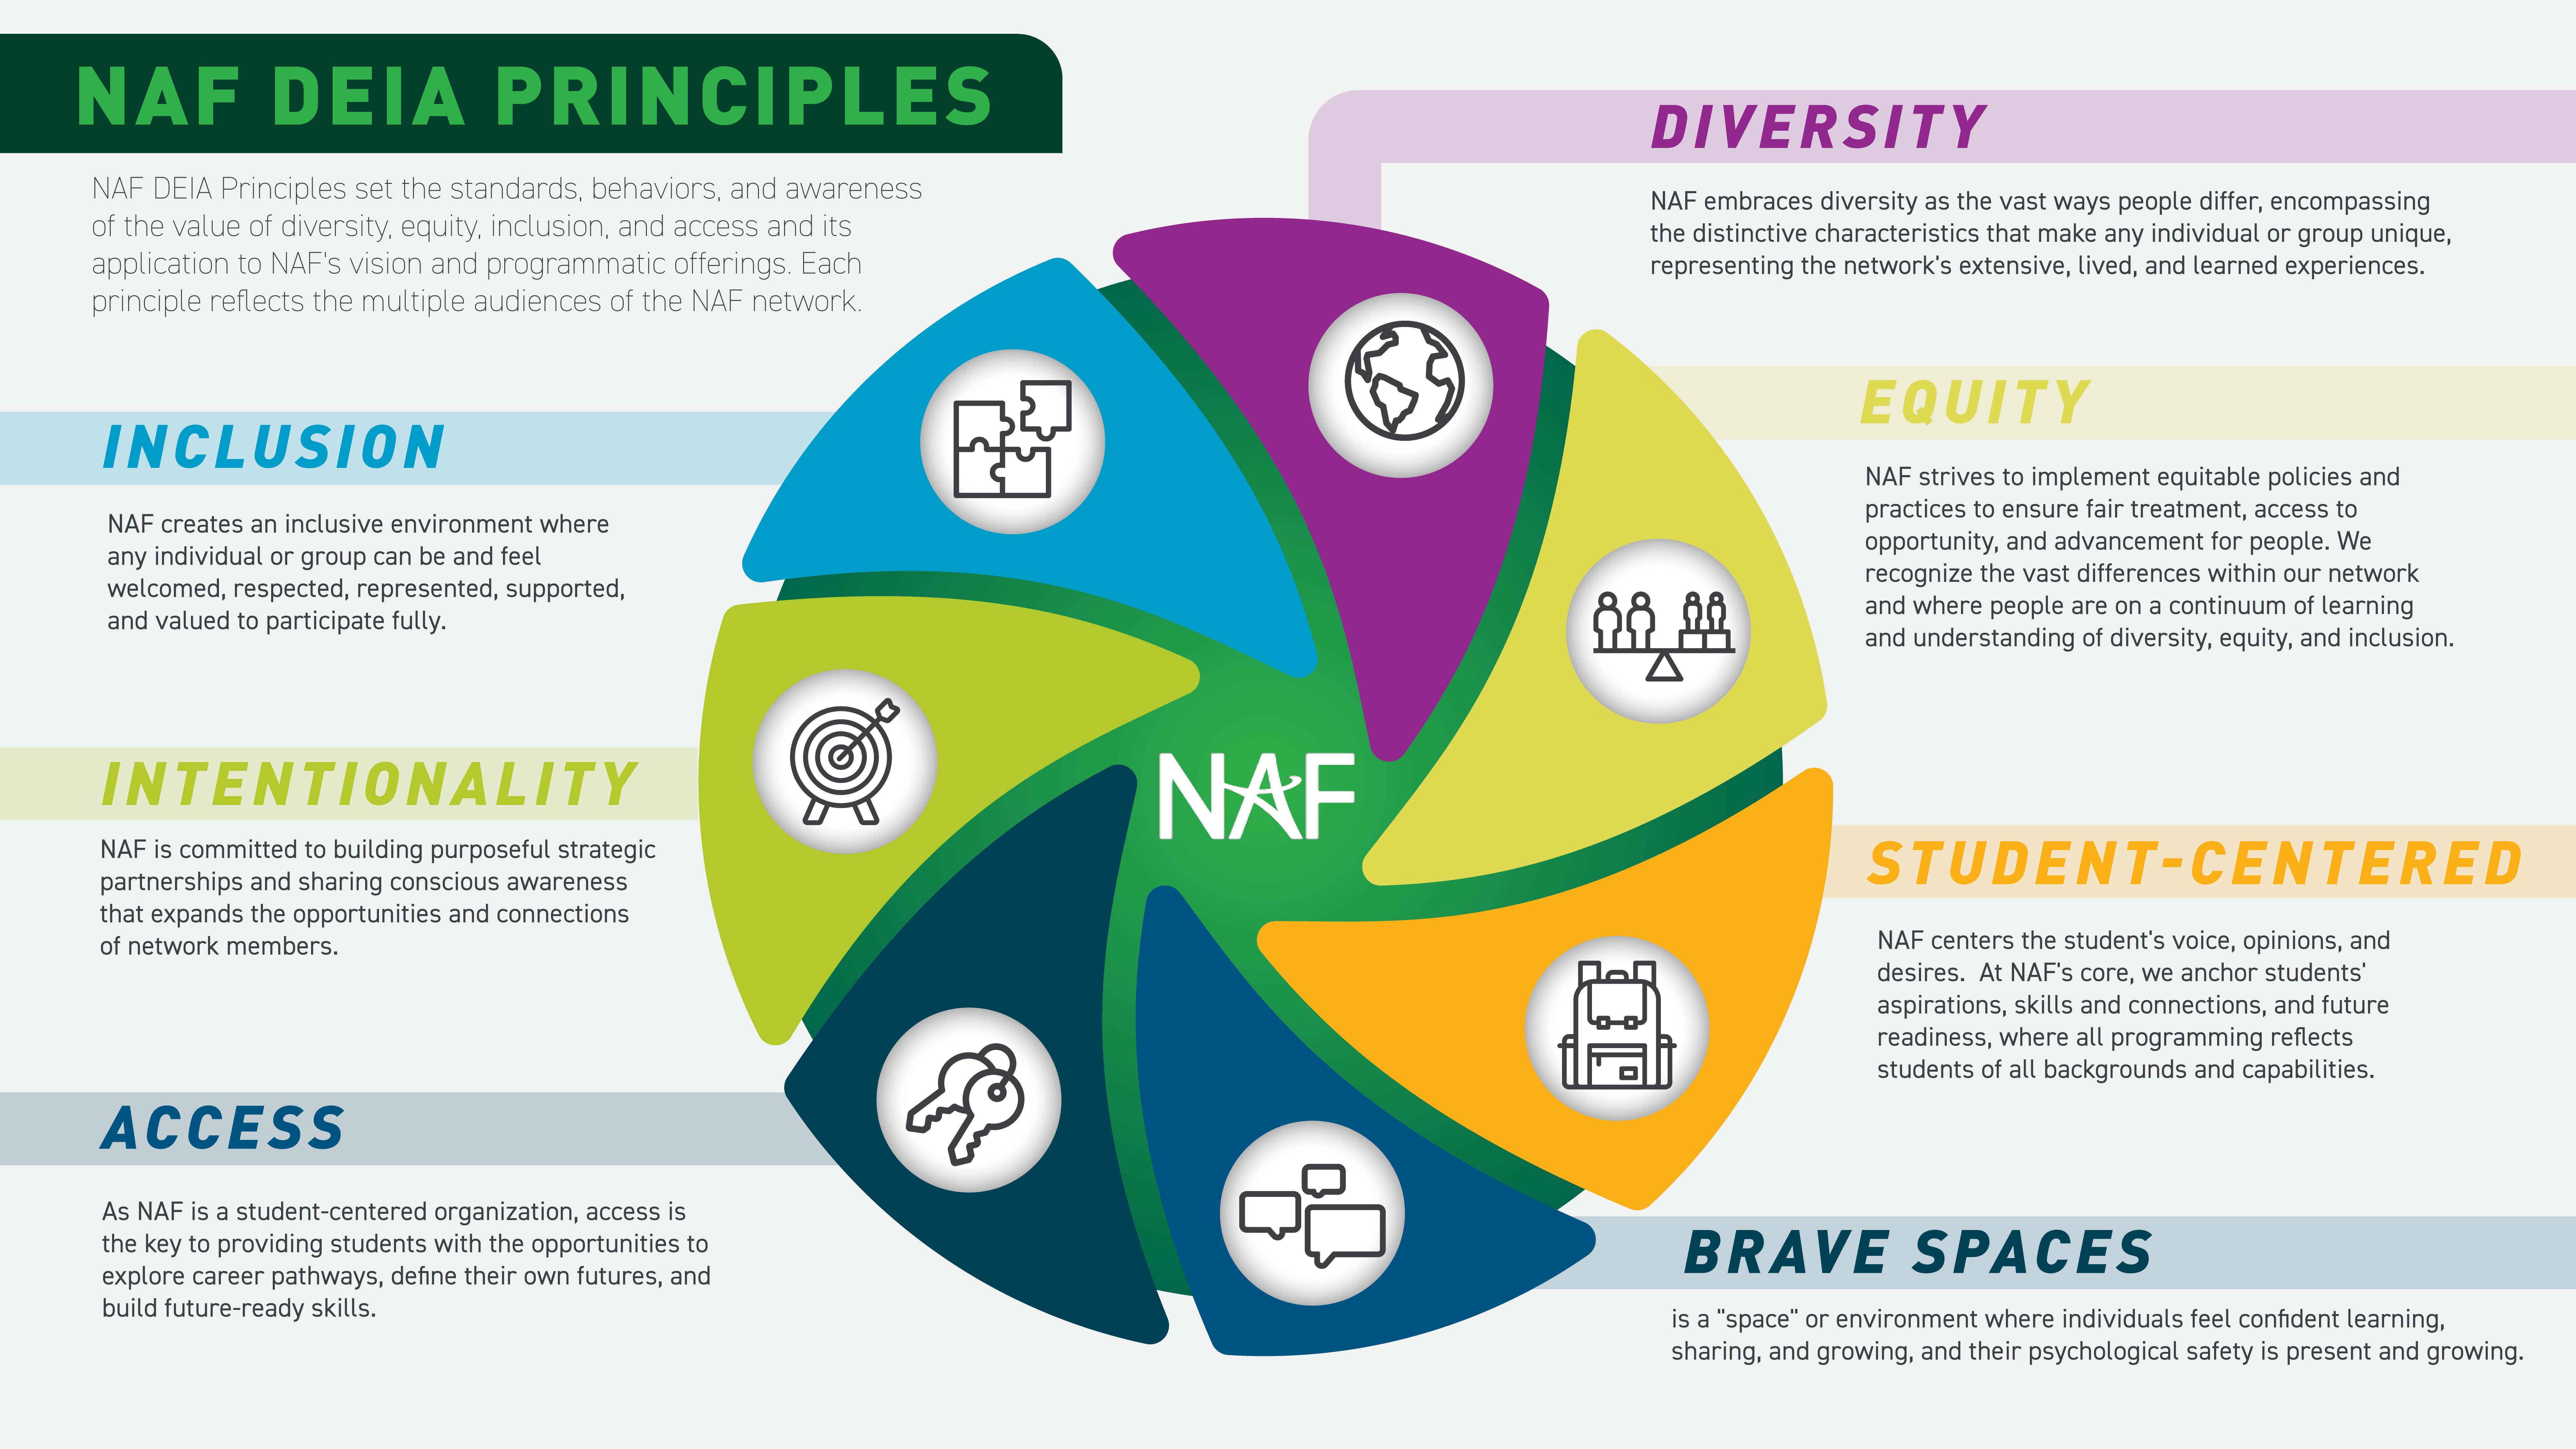 NAF DEIA PRINCIPLES
NAF DEIA Principles set the standards, behaviors, and awareness
of the value of diversity, equity, inclusion, and access and its
application to NAF's vision and programmatic offerings. Each
principle reflects the multiple audiences of the NAF network.
DIVERSITY
NAF embraces diversity as the vast ways people differ, encompassing
the distinctive characteristics that make any individual or group unique,
representing the network's extensive, lived, and learned experiences.
EQUITY
NAF strives to implement equitable policies and
practices to ensure fair treatment, access to
opportunity, and advancement for people. We
recognize the vast differences within our network
and where people are on a continuum of learning
and understanding of diversity, equity, and inclusion.
STUDENT-CENTERED
NAF centers the student's voice, opinions, and
desires.  At NAF's core, we anchor students'
aspirations, skills and connections, and future
readiness, where all programming reflects
students of all backgrounds and capabilities.
BRAVE SPACES
is a "space" or environment where individuals feel confident learning,
sharing, and growing, and their psychological safety is present and growing.
INCLUSION
NAF creates an inclusive environment where
any individual or group can be and feel
welcomed, respected, represented, supported,
and valued to participate fully.
INTENTIONALITY
NAF is committed to building purposeful strategic
partnerships and sharing conscious awareness
that expands the opportunities and connections
of network members.
ACCESS
As NAF is a student-centered organization, access is
the key to providing students with the opportunities to
explore career pathways, define their own futures, and
build future-ready skills.
NAF